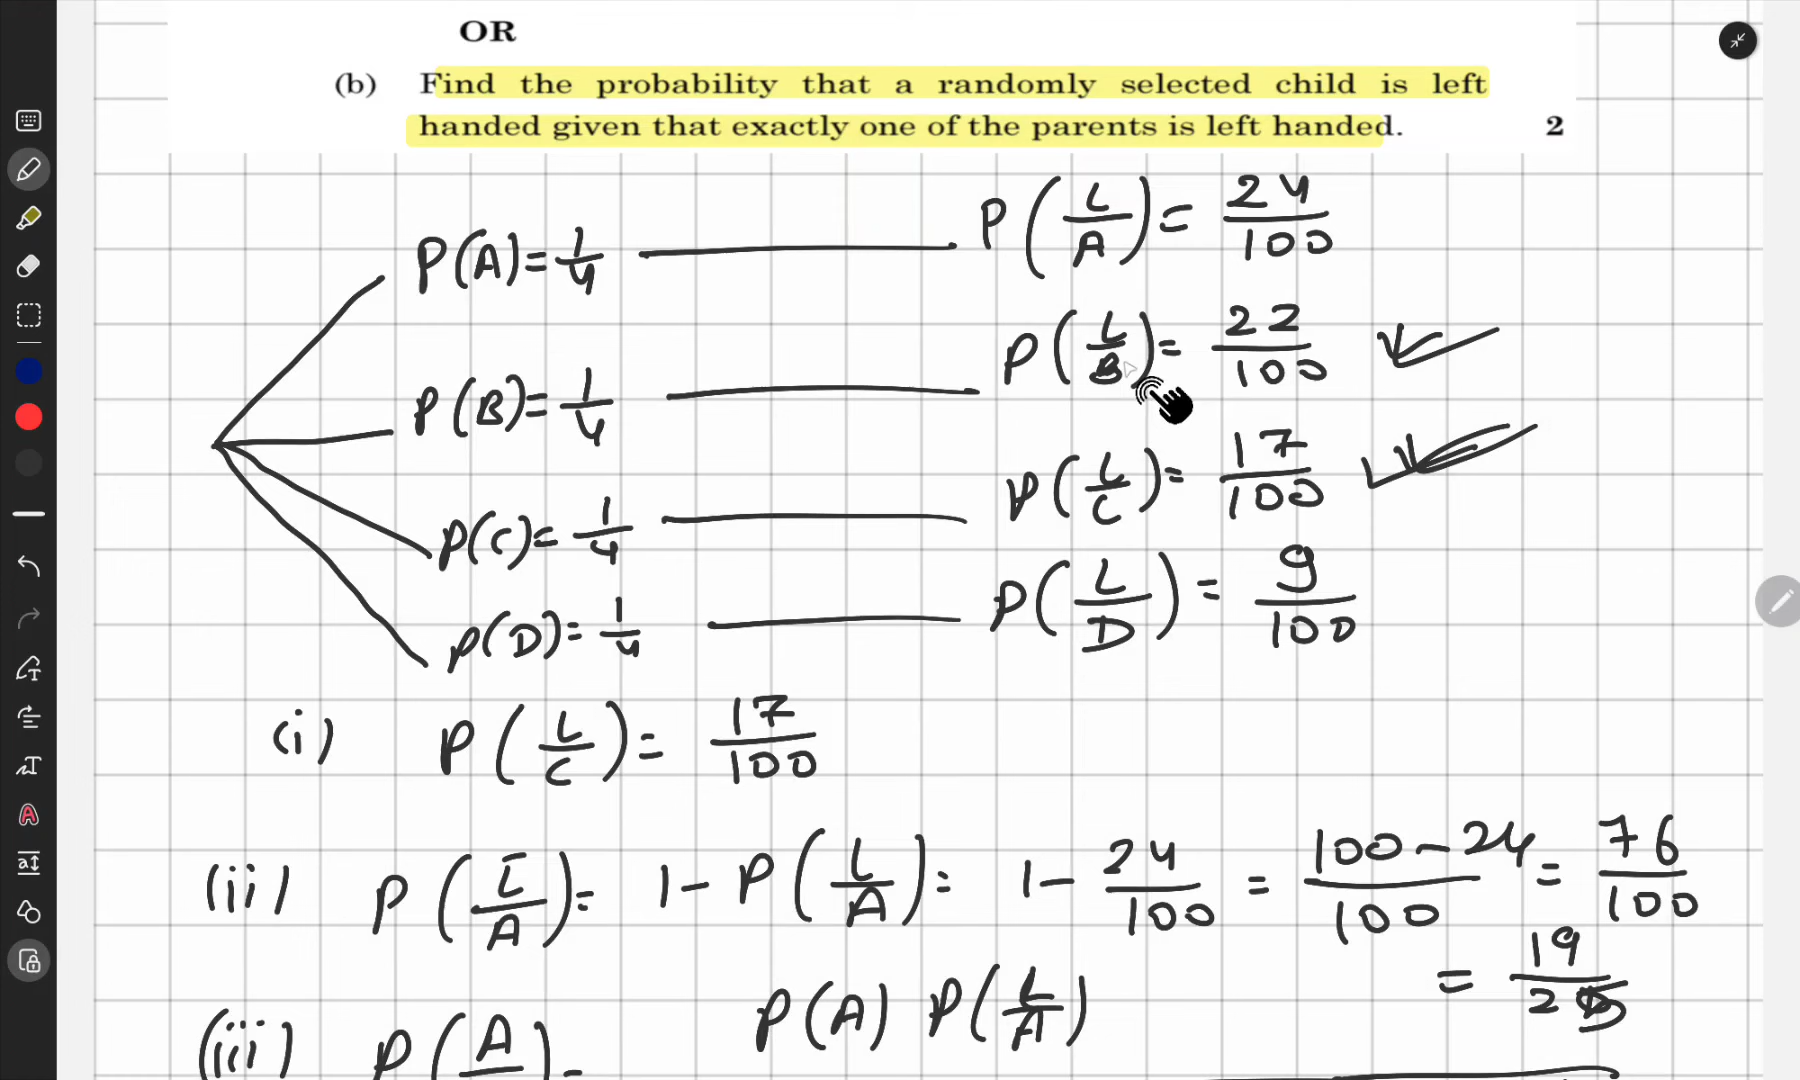 OR
(b) Find the probability that a randomly selected child is left
handed given that exactly one of the parents is left handed. 2
P(A)=1/4 P(L/A)=24/100
P(B)=1/4 P(L/B)=22/100
P(C)=1/4 P(L/C)=17/100
P(D)=1/4 P(L/D)=9/100
(i) P(L/C)=17/100
(ii) P(L̄/A)= 1-P(L/A)= 1-24/100 = 100-24/100 = 76/100
= 19/25
(iii) P(A
P(A) P(L/A)